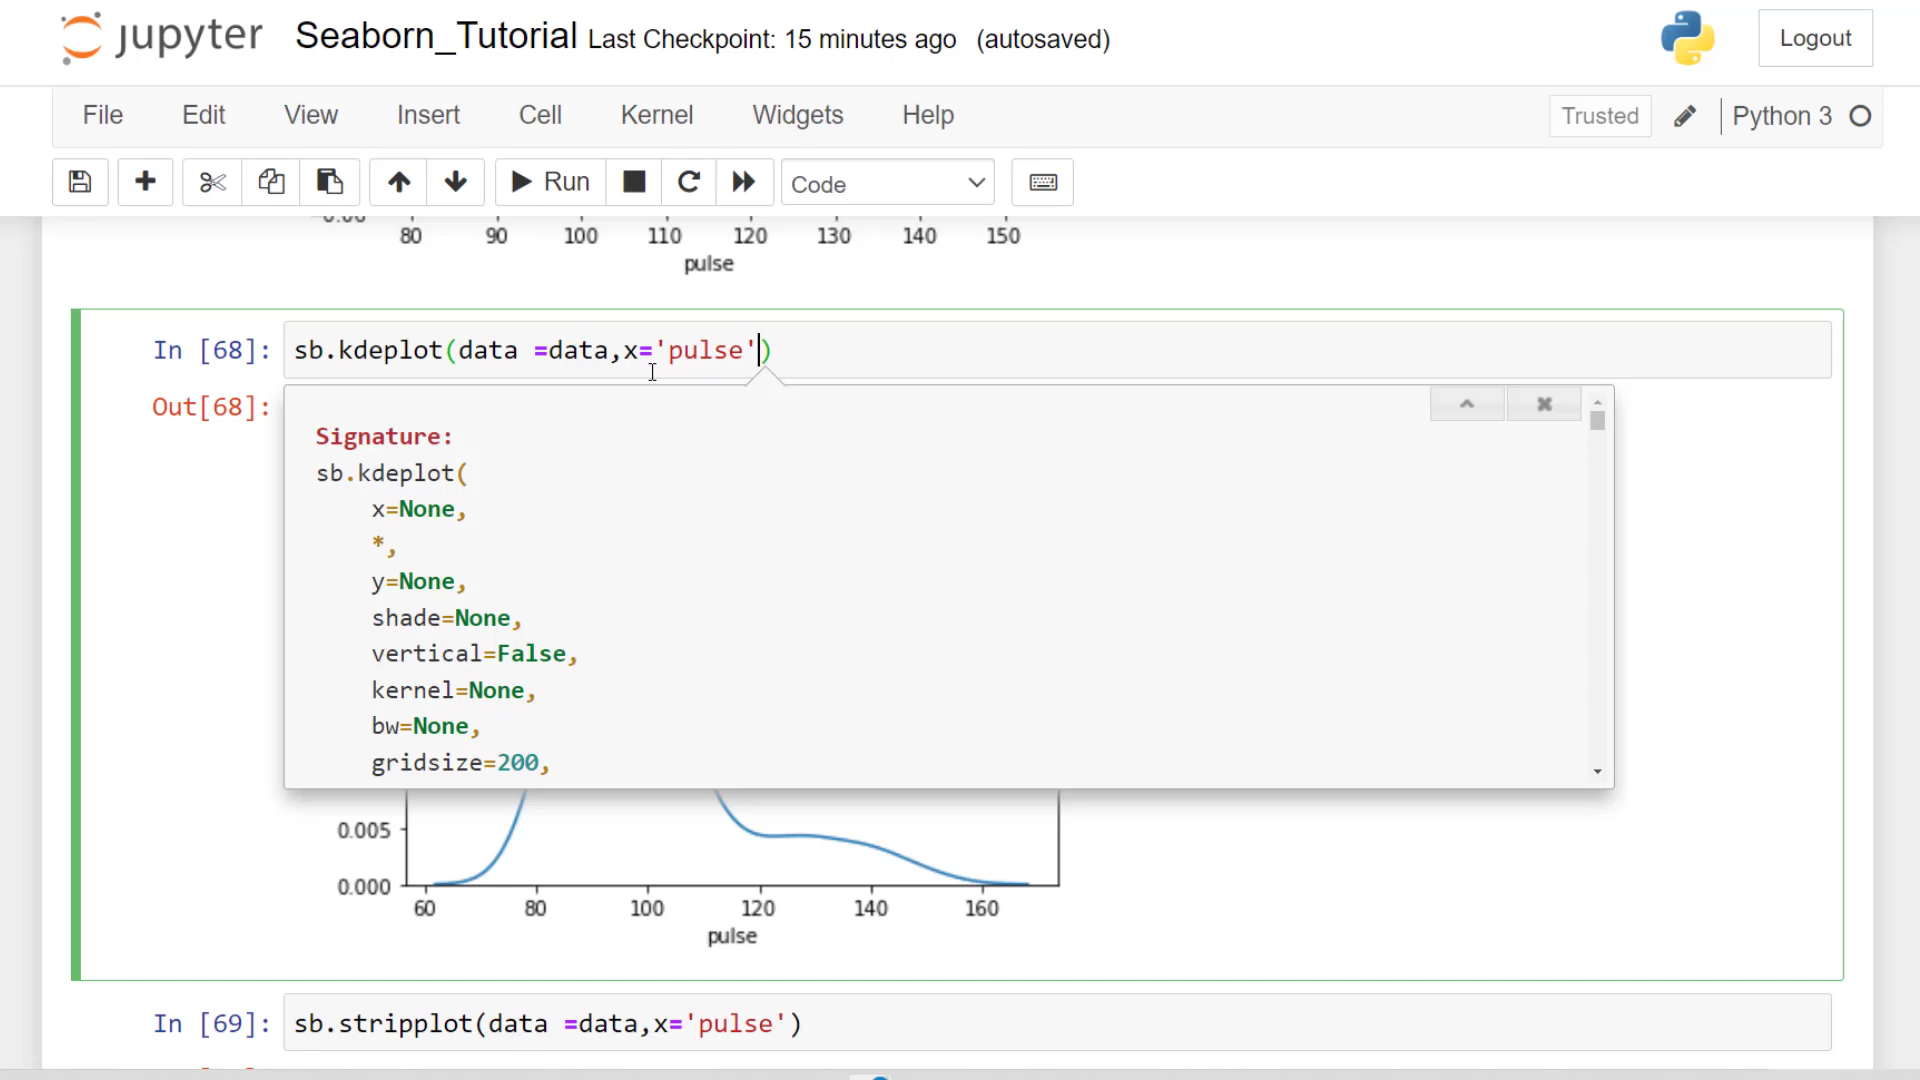 jupyter Seaborn_Tutorial Last Checkpoint: 15 minutes ago (autosaved) Logout
File Edit View Insert Cell Kernel Widgets Help Trusted Python 3
Run Code
80 90 100 110 120 130 140 150
pulse
In [68]: sb.kdeplot(data =data,x='pulse')
Out[68]:
Signature:
sb.kdeplot(
x=None,
*,
y=None,
shade=None,
vertical=False,
kernel=None,
bw=None,
gridsize=200,
0.005
0.000
60 80 100 120 140 160
pulse
In [69]: sb.stripplot(data =data,x='pulse')